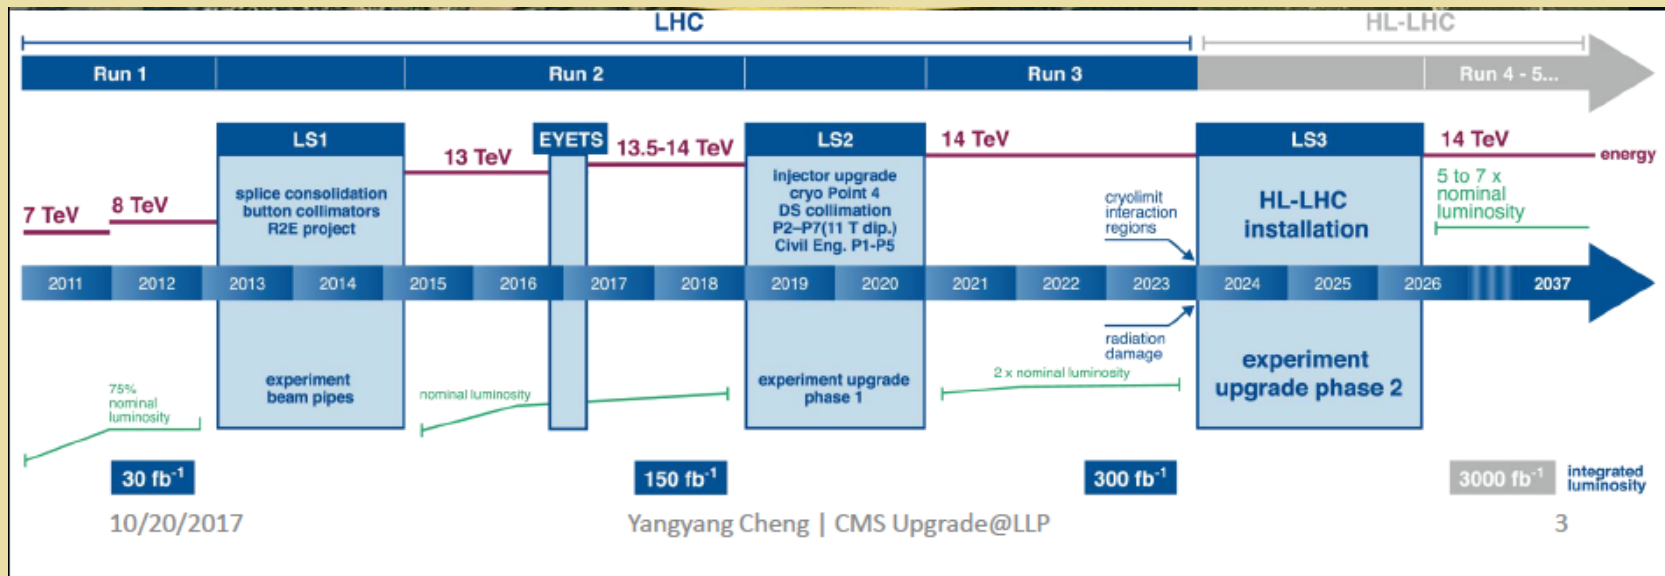 LHC
HL-LHC
Run 1
Run 2
Run 3
Run 4 - 5...
LS1
EYETS
LS2
LS3
7 TeV
8 TeV
13 TeV
13.5-14 TeV
14 TeV
14 TeV
energy
splice consolidation
button collimators
R2E project
injector upgrade
cryo Point 4
DS collimation
P2–P7(11 T dip.)
Civil Eng. P1-P5
cryolimit
interaction
regions
HL-LHC
installation
5 to 7 x
nominal
luminosity
2011
2012
2013
2014
2015
2016
2017
2018
2019
2020
2021
2022
2023
2024
2025
2026
2037
75%
nominal
luminosity
experiment
beam pipes
nominal luminosity
experiment upgrade
phase 1
2 x nominal luminosity
radiation
damage
experiment
upgrade phase 2
30 fb⁻¹
150 fb⁻¹
300 fb⁻¹
3000 fb⁻¹
integrated
luminosity
10/20/2017
Yangyang Cheng | CMS Upgrade@LLP
3